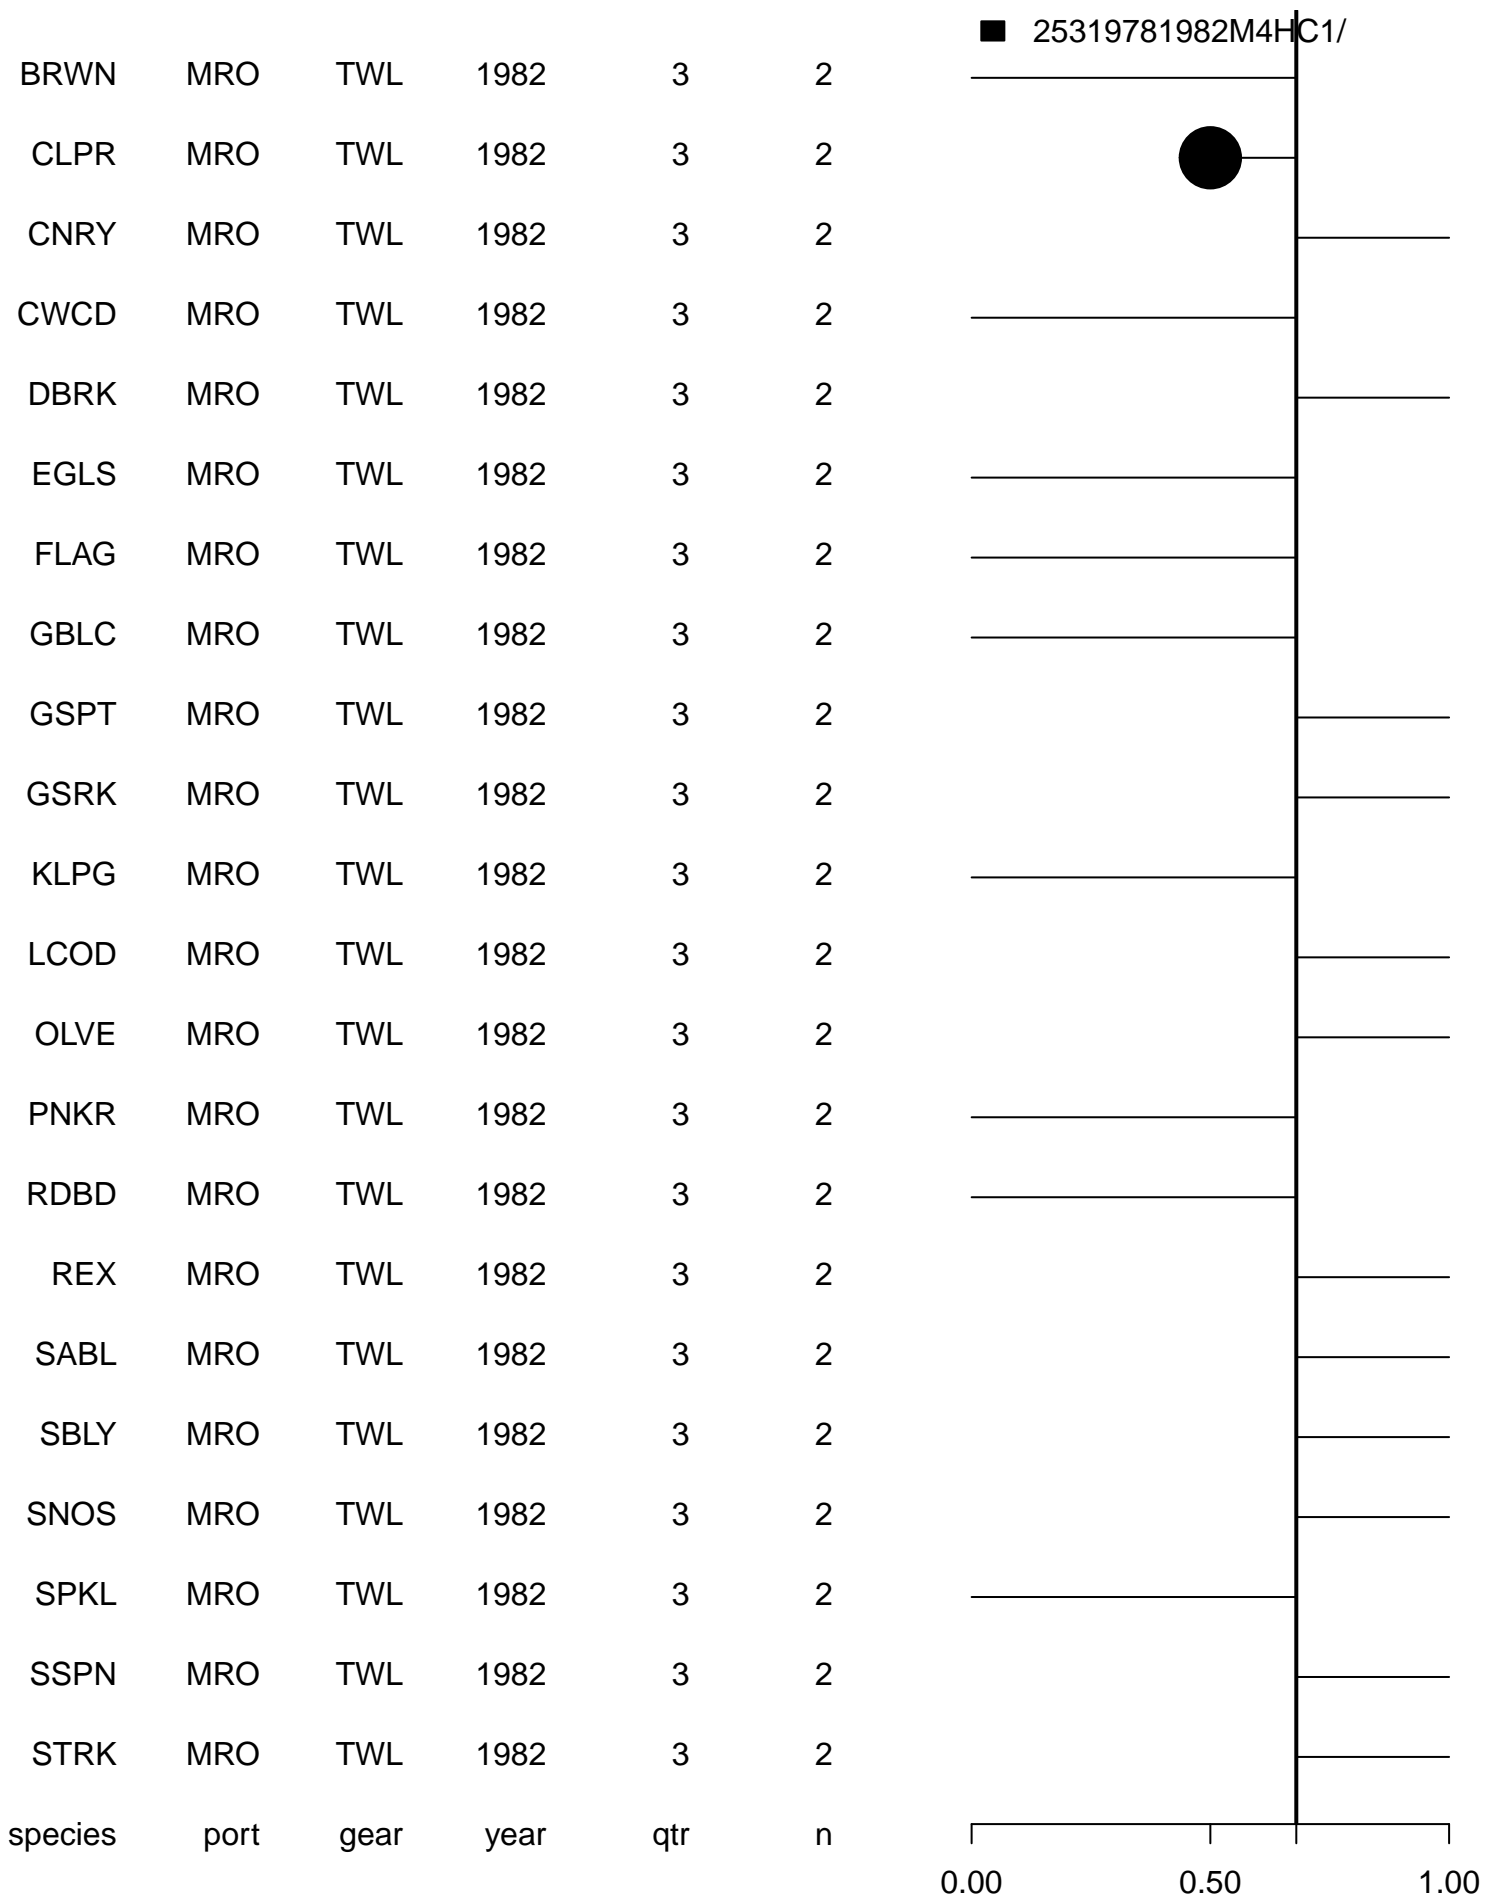 25319781982M4HC1/
BRWN MRO TWL 1982 3 2
CLPR MRO TWL 1982 3 2
CNRY MRO TWL 1982 3 2
CWCD MRO TWL 1982 3 2
DBRK MRO TWL 1982 3 2
EGLS MRO TWL 1982 3 2
FLAG MRO TWL 1982 3 2
GBLC MRO TWL 1982 3 2
GSPT MRO TWL 1982 3 2
GSRK MRO TWL 1982 3 2
KLPG MRO TWL 1982 3 2
LCOD MRO TWL 1982 3 2
OLVE MRO TWL 1982 3 2
PNKR MRO TWL 1982 3 2
RDBD MRO TWL 1982 3 2
REX MRO TWL 1982 3 2
SABL MRO TWL 1982 3 2
SBLY MRO TWL 1982 3 2
SNOS MRO TWL 1982 3 2
SPKL MRO TWL 1982 3 2
SSPN MRO TWL 1982 3 2
STRK MRO TWL 1982 3 2
species port gear year qtr n
0.00 0.50 1.00